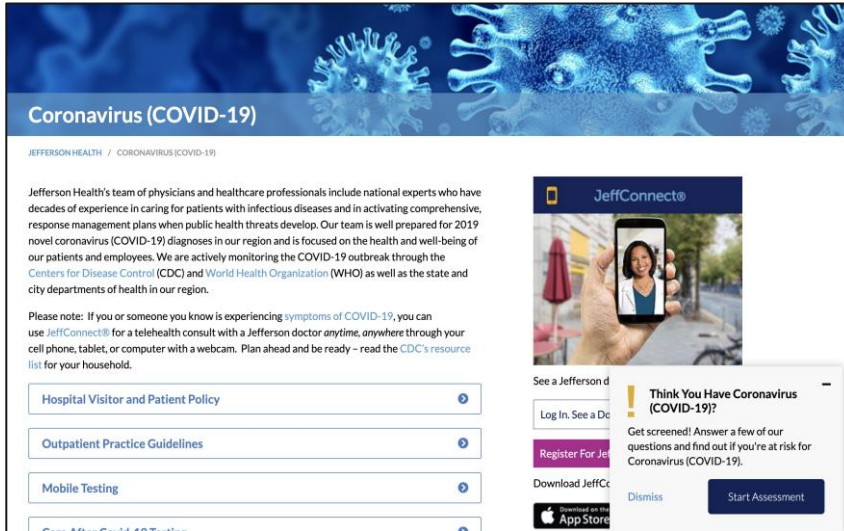 Coronavirus (COVID-19)
JEFFERSON HEALTH / CORONAVIRUS (COVID-19)
Jefferson Health's team of physicians and healthcare professionals include national experts who have
decades of experience in caring for patients with infectious diseases and in activating comprehensive,
response management plans when public health threats develop. Our team is well prepared for 2019
novel coronavirus (COVID-19) diagnoses in our region and is focused on the health and well-being of
our patients and employees. We are actively monitoring the COVID-19 outbreak through the
Centers for Disease Control (CDC) and World Health Organization (WHO) as well as the state and
city departments of health in our region.
Please note: If you or someone you know is experiencing symptoms of COVID-19, you can
use JeffConnect® for a telehealth consult with a Jefferson doctor anytime, anywhere through your
cell phone, tablet, or computer with a webcam. Plan ahead and be ready – read the CDC's resource
list for your household.
Hospital Visitor and Patient Policy
Outpatient Practice Guidelines
Mobile Testing
Care After Covid-19 Testing
JeffConnect®
See a Jefferson d
Log In. See a Do
Register For Jef
Download JeffCo
Download on the
App Store
Think You Have Coronavirus
(COVID-19)?
Get screened! Answer a few of our
questions and find out if you're at risk for
Coronavirus (COVID-19).
Dismiss
Start Assessment